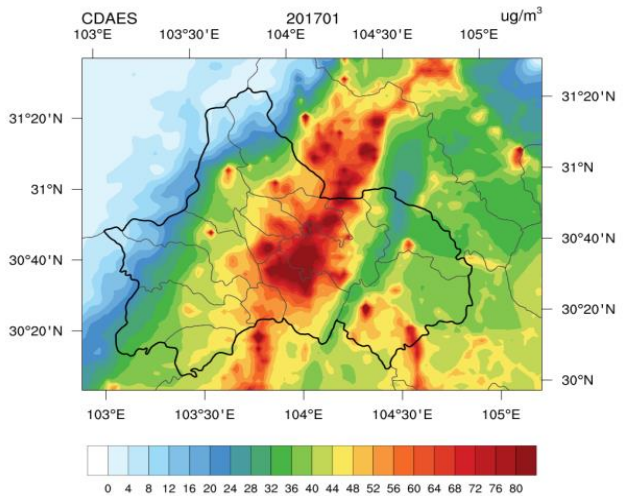 CDAES 201701 ug/m³
103°E 103°30'E 104°E 104°30'E 105°E
31°20'N 31°20'N
31°N 31°N
30°40'N 30°40'N
30°20'N 30°20'N
30°N
103°E 103°30'E 104°E 104°30'E 105°E
0 4 8 12 16 20 24 28 32 36 40 44 48 52 56 60 64 68 72 76 80